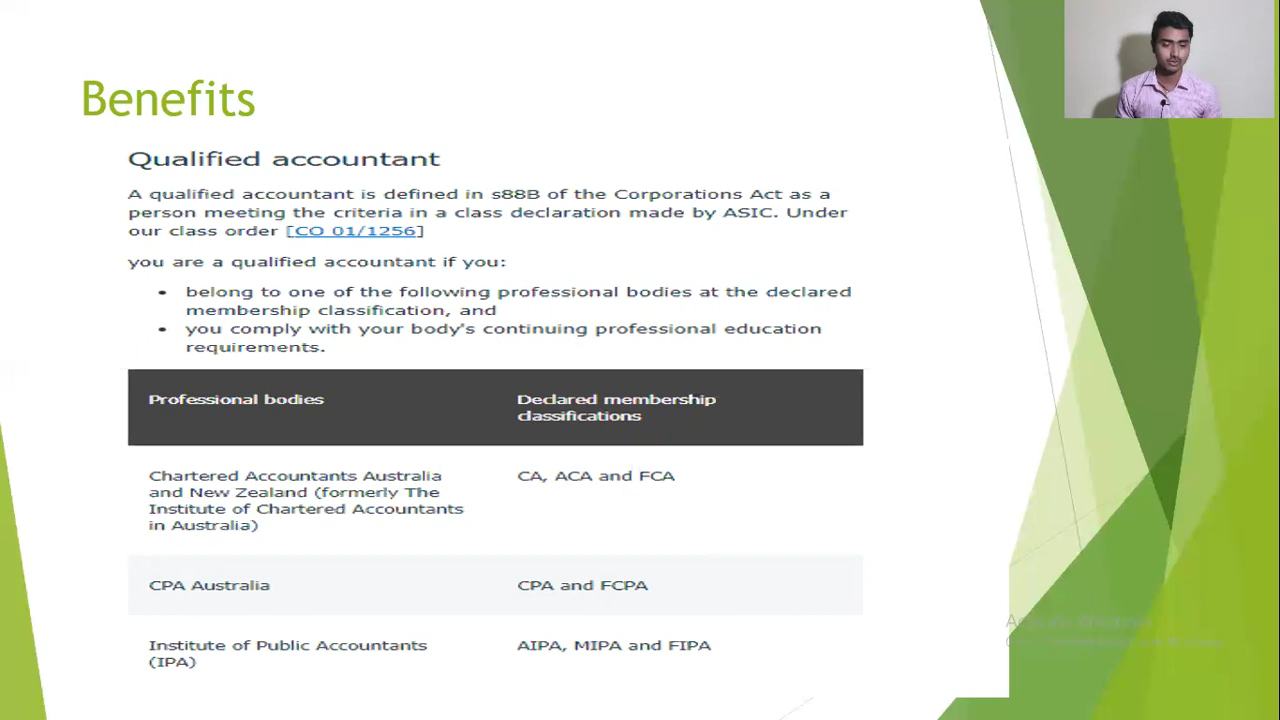 Benefits
Qualified accountant
A qualified accountant is defined in s88B of the Corporations Act as a
person meeting the criteria in a class declaration made by ASIC. Under
our class order [CO 01/1256]
you are a qualified accountant if you:
• belong to one of the following professional bodies at the declared
membership classification, and
• you comply with your body's continuing professional education
requirements.
Professional bodies
Declared membership
classifications
Chartered Accountants Australia
and New Zealand (formerly The
Institute of Chartered Accountants
in Australia)
CA, ACA and FCA
CPA Australia
CPA and FCPA
Institute of Public Accountants
(IPA)
AIPA, MIPA and FIPA